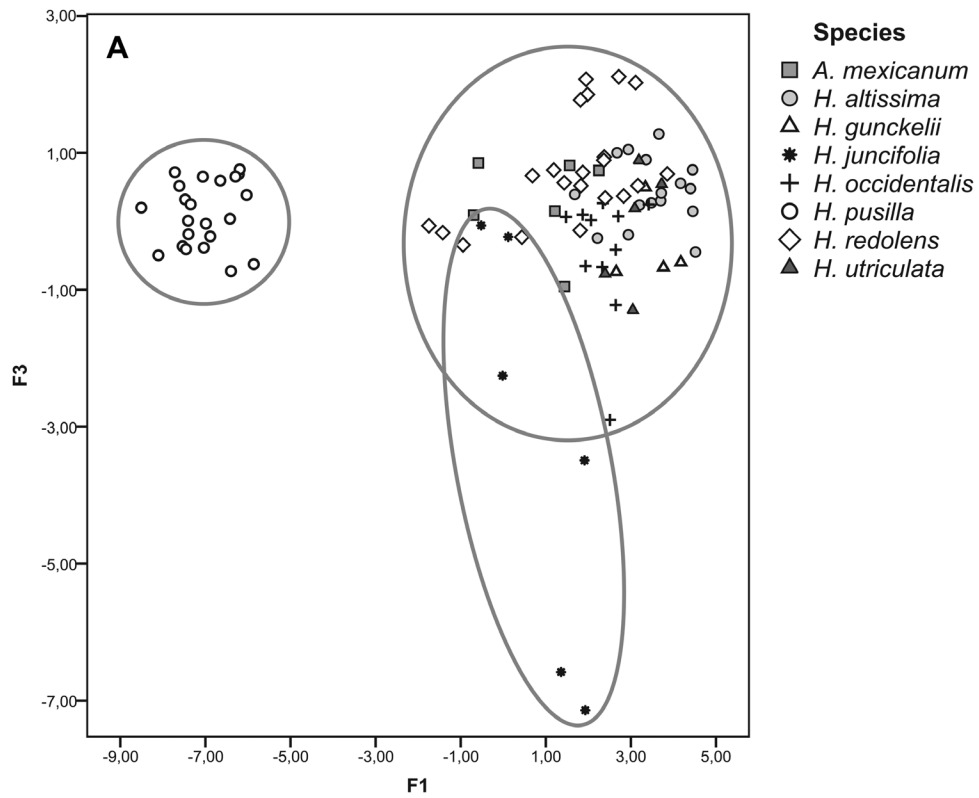 A
3,00
1,00
-1,00
-3,00
-5,00
-7,00
F3
-9,00 -7,00 -5,00 -3,00 -1,00 1,00 3,00 5,00
F1
Species
A. mexicanum
H. altissima
H. gunckelii
H. juncifolia
H. occidentalis
H. pusilla
H. redolens
H. utriculata